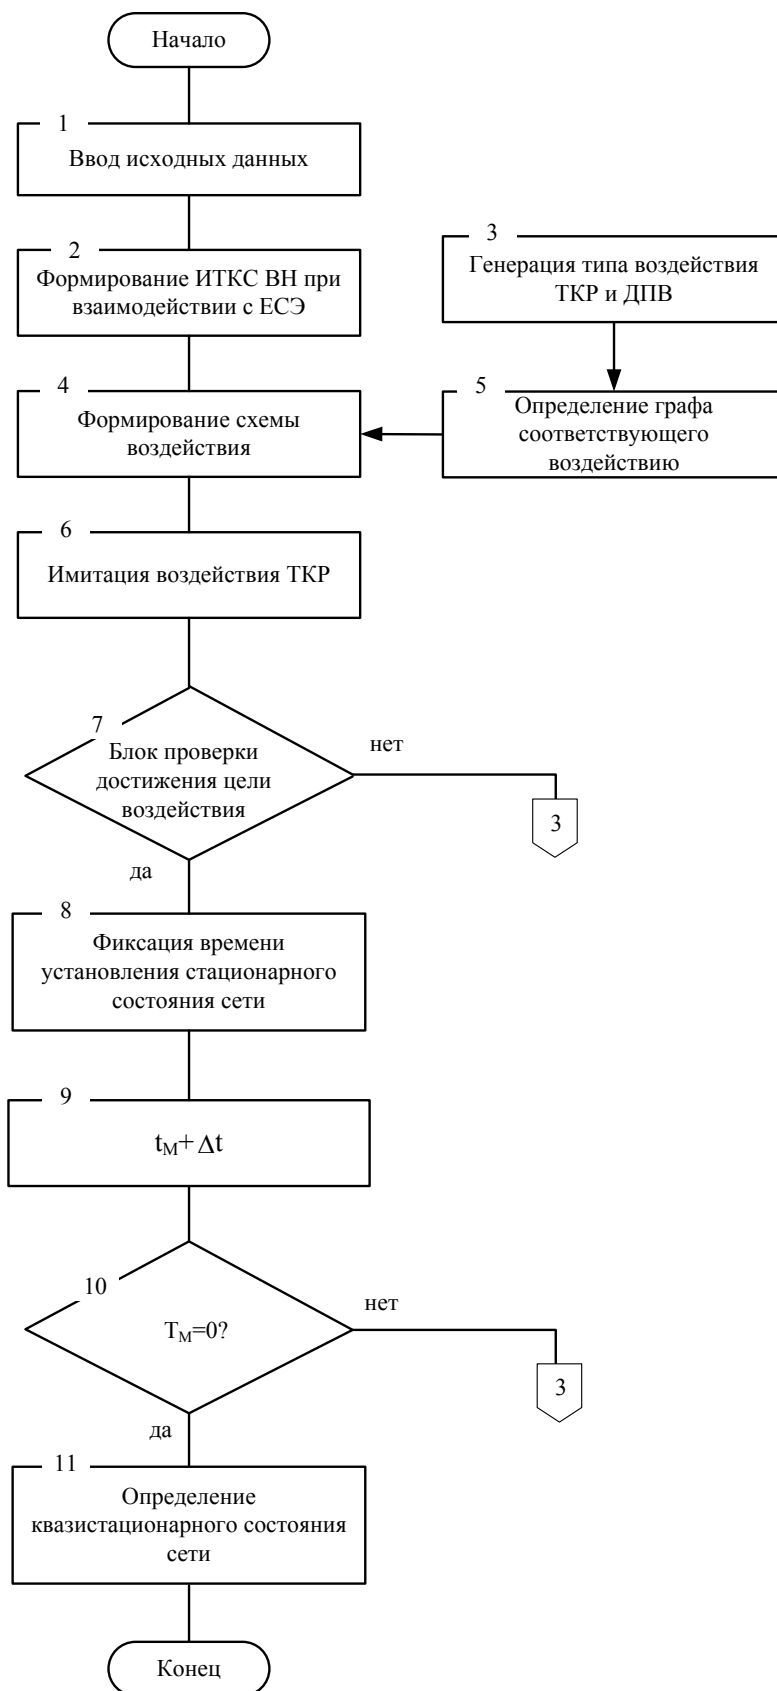 Начало
1
Ввод исходных данных
2
Формирование ИТКС ВН при
взаимодействии с ЕСЭ
3
Генерация типа воздействия
ТКР и ДПВ
4
Формирование схемы
воздействия
5
Определение графа
соответствующего
воздействию
6
Имитация воздействия ТКР
7
Блок проверки
достижения цели
воздействия
нет
3
да
8
Фиксация времени
установления стационарного
состояния сети
9
tМ+Δt
10
TМ=0?
нет
3
да
11
Определение
квазистационарного состояния
сети
Конец